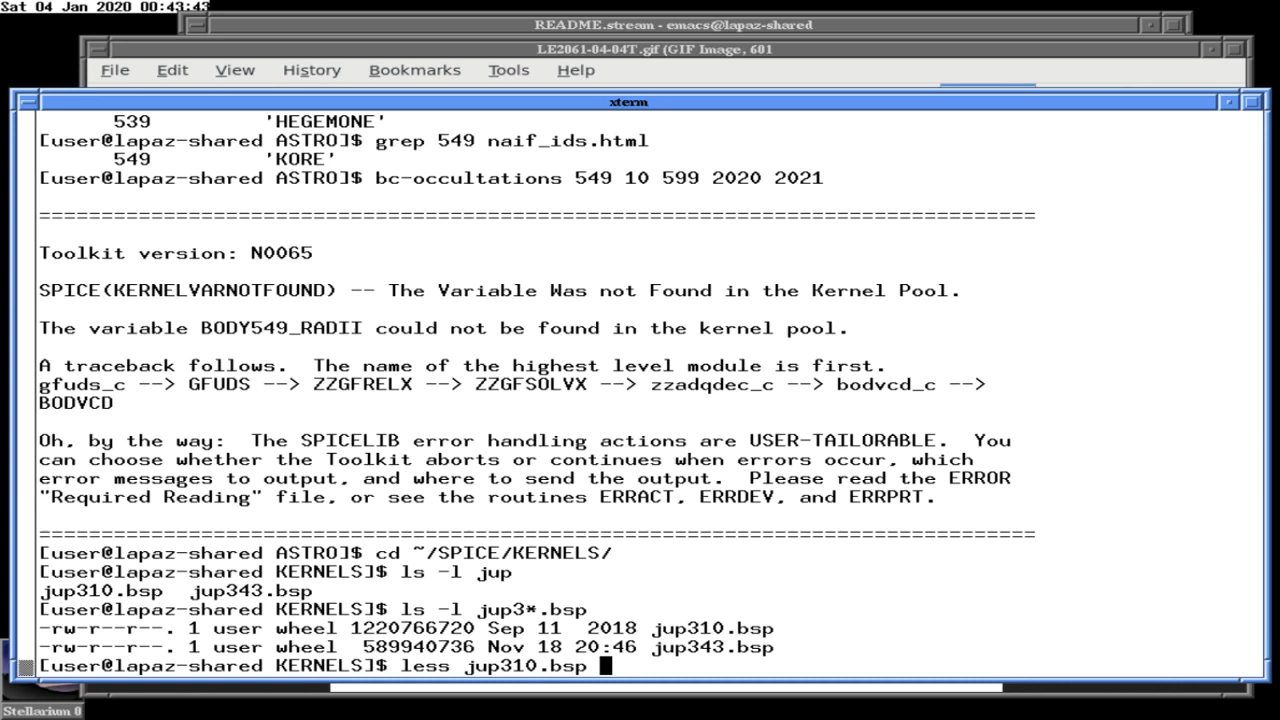 Sat 04 Jan 2020 00:43:43
README.stream - emacs@lapaz-shared
LE2061-04-04T.gif (GIF Image, 601
File Edit View History Bookmarks Tools Help
xterm
539 'HEGEMONE'
[user@lapaz-shared ASTRO]$ grep 549 naif_ids.html
549 'KORE'
[user@lapaz-shared ASTRO]$ bc-occultations 549 10 599 2020 2021
================================================================================
Toolkit version: N0065
SPICE(KERNELVARNOTFOUND) -- The Variable Was not Found in the Kernel Pool.
The variable BODY549_RADII could not be found in the kernel pool.
A traceback follows.  The name of the highest level module is first.
gfuds_c --> GFUDS --> ZZGFRELX --> ZZGFSOLVX --> zzadqdec_c --> bodvcd_c -->
BODVCD
Oh, by the way:  The SPICELIB error handling actions are USER-TAILORABLE.  You
can choose whether the Toolkit aborts or continues when errors occur, which
error messages to output, and where to send the output.  Please read the ERROR
"Required Reading" file, or see the routines ERRACT, ERRDEV, and ERRPRT.
================================================================================
[user@lapaz-shared ASTRO]$ cd ~/SPICE/KERNELS/
[user@lapaz-shared KERNELS]$ ls -l jup
jup310.bsp  jup343.bsp
[user@lapaz-shared KERNELS]$ ls -l jup3*.bsp
-rw-r--r--. 1 user wheel 1220766720 Sep 11  2018 jup310.bsp
-rw-r--r--. 1 user wheel  589940736 Nov 18 20:46 jup343.bsp
[user@lapaz-shared KERNELS]$ less jup310.bsp
Stellarium 0